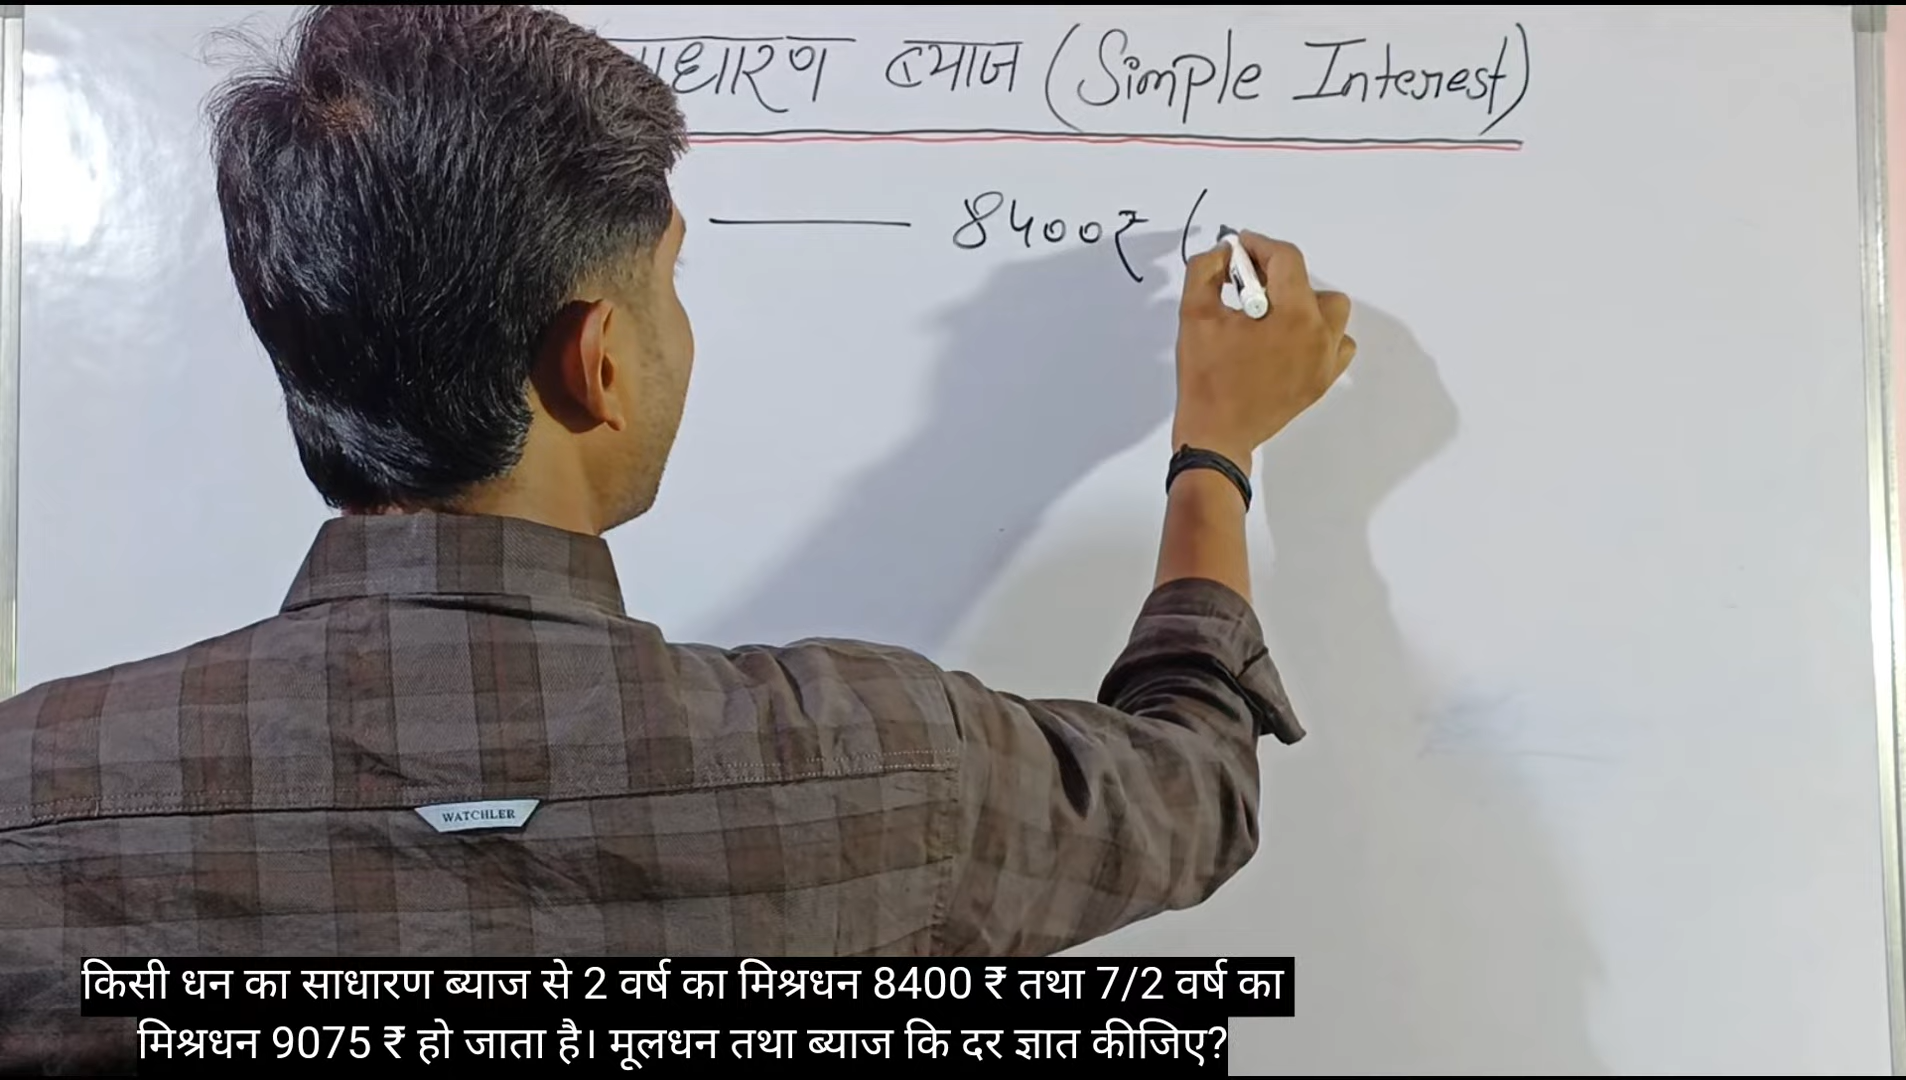 ाधारण ब्याज (Simple Interest)
8400₹ (
WATCHLER
किसी धन का साधारण ब्याज से 2 वर्ष का मिश्रधन 8400 ₹ तथा 7/2 वर्ष का
मिश्रधन 9075 ₹ हो जाता है। मूलधन तथा ब्याज कि दर ज्ञात कीजिए?